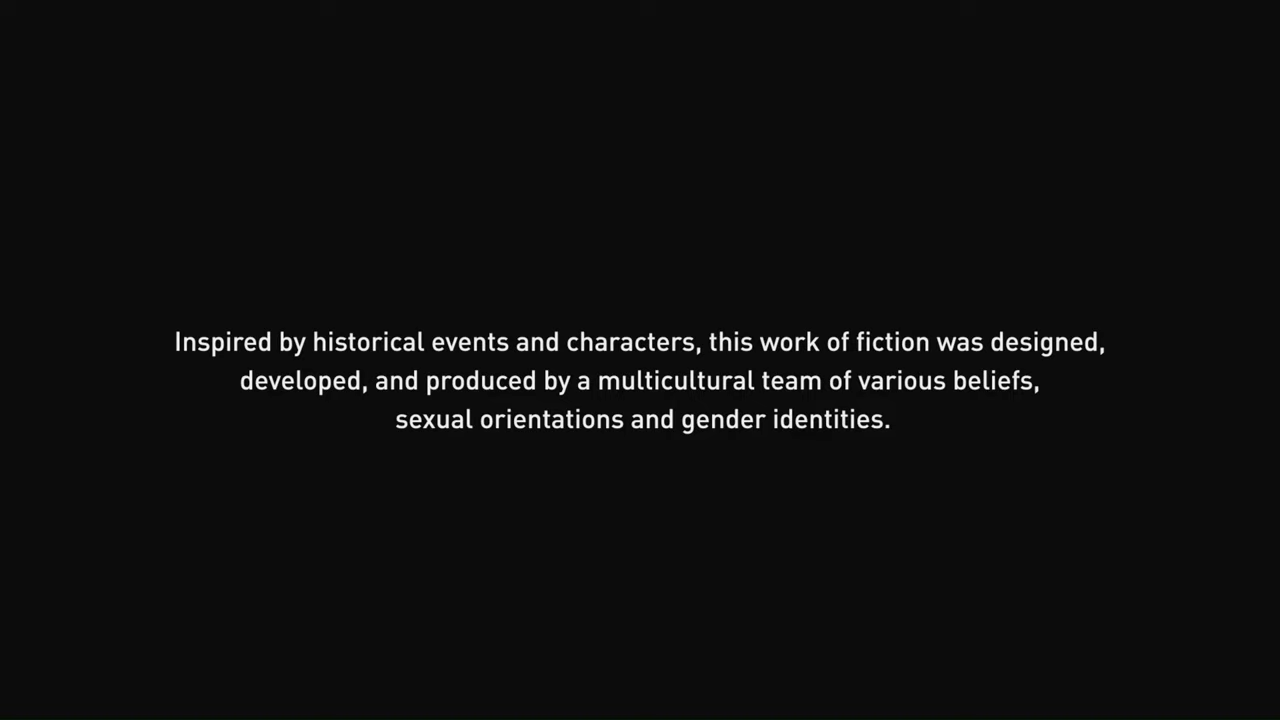 Inspired by historical events and characters, this work of fiction was designed,
developed, and produced by a multicultural team of various beliefs,
sexual orientations and gender identities.